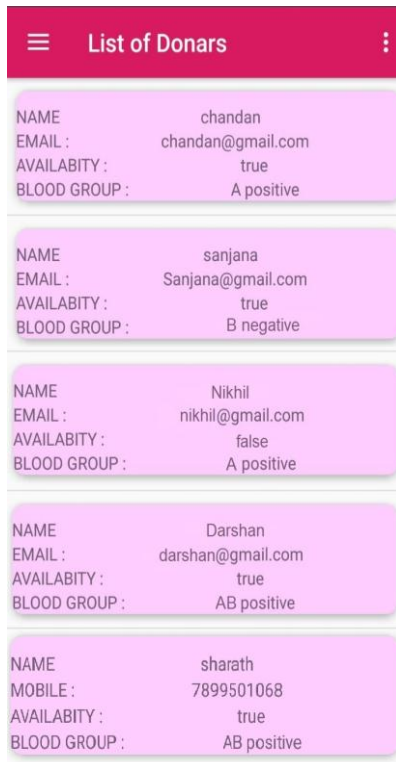 List of Donars
NAME chandan
EMAIL : chandan@gmail.com
AVAILABITY : true
BLOOD GROUP : A positive
NAME sanjana
EMAIL : Sanjana@gmail.com
AVAILABITY : true
BLOOD GROUP : B negative
NAME Nikhil
EMAIL : nikhil@gmail.com
AVAILABITY : false
BLOOD GROUP : A positive
NAME Darshan
EMAIL : darshan@gmail.com
AVAILABITY : true
BLOOD GROUP : AB positive
NAME sharath
MOBILE : 7899501068
AVAILABITY : true
BLOOD GROUP : AB positive